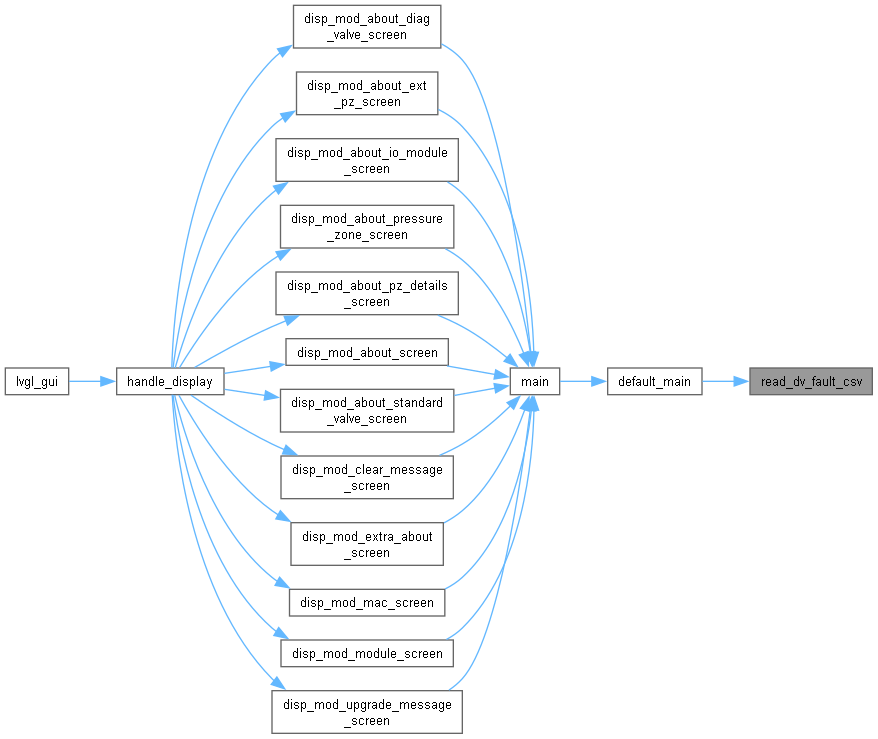 disp_mod_about_diag
_valve_screen
disp_mod_about_ext
_pz_screen
disp_mod_about_io_module
_screen
disp_mod_about_pressure
_zone_screen
disp_mod_about_pz_details
_screen
disp_mod_about_screen
lvgl_gui
handle_display
main
default_main
read_dv_fault_csv
disp_mod_about_standard
_valve_screen
disp_mod_clear_message
_screen
disp_mod_extra_about
_screen
disp_mod_mac_screen
disp_mod_module_screen
disp_mod_upgrade_message
_screen